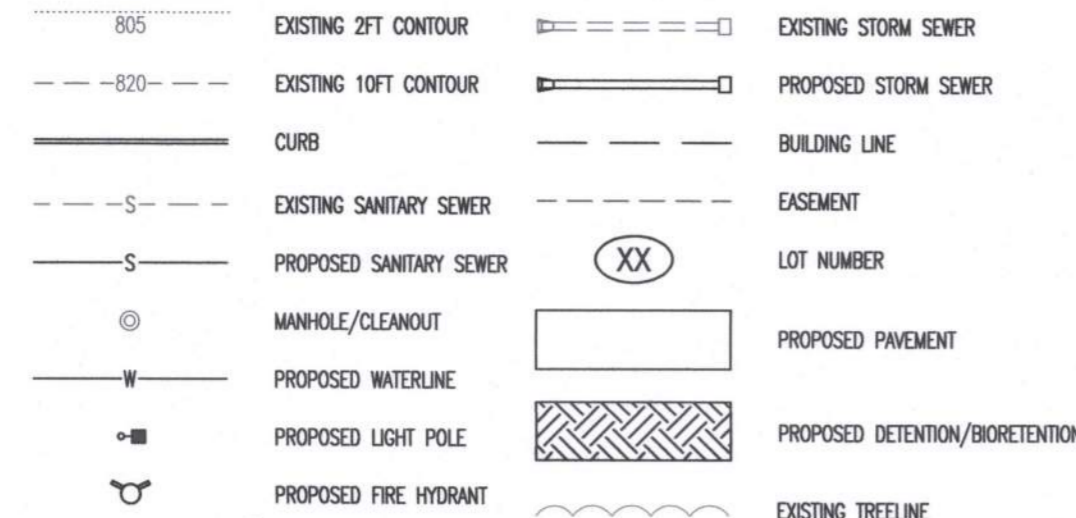 805 EXISTING 2FT CONTOUR
820 EXISTING 10FT CONTOUR
CURB
S EXISTING SANITARY SEWER
S PROPOSED SANITARY SEWER
MANHOLE/CLEANOUT
W PROPOSED WATERLINE
PROPOSED LIGHT POLE
PROPOSED FIRE HYDRANT
EXISTING STORM SEWER
PROPOSED STORM SEWER
BUILDING LINE
EASEMENT
XX LOT NUMBER
PROPOSED PAVEMENT
PROPOSED DETENTION/BIORETENTION
EXISTING TREELINE